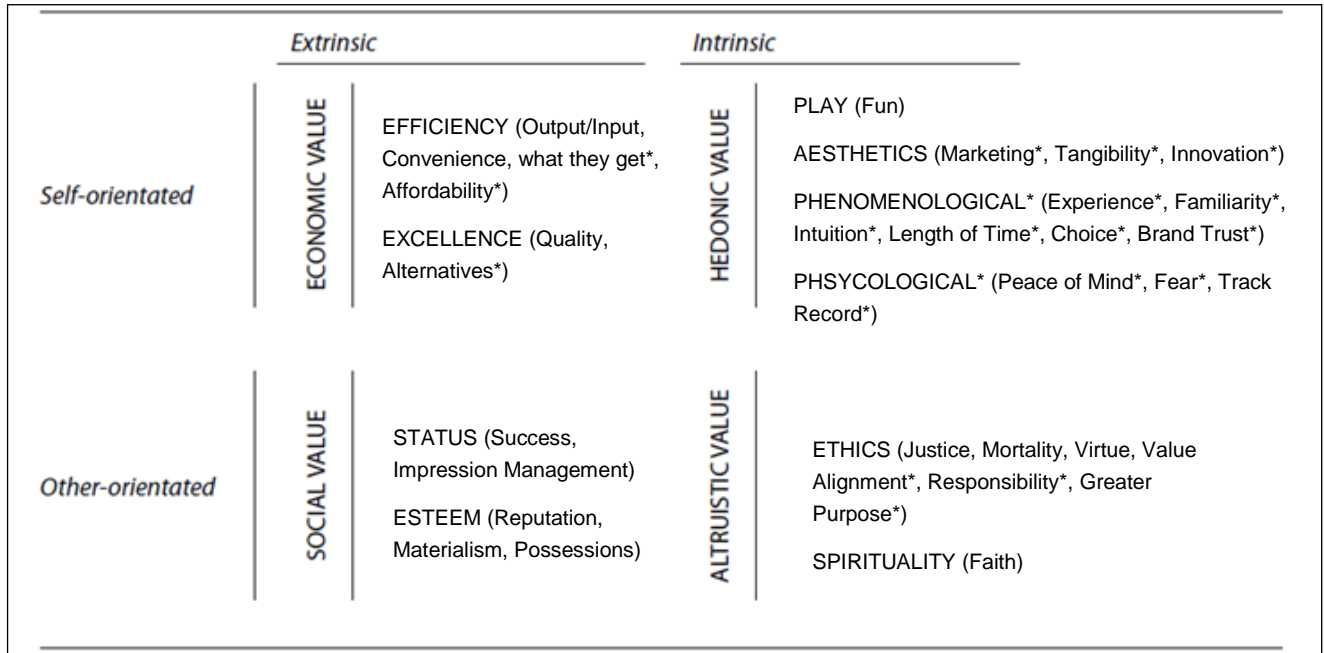 Extrinsic
Intrinsic
Self-orientated
ECONOMIC VALUE
EFFICIENCY (Output/Input,
Convenience, what they get*,
Affordability*)
EXCELLENCE (Quality,
Alternatives*)
HEDONIC VALUE
PLAY (Fun)
AESTHETICS (Marketing*, Tangibility*, Innovation*)
PHENOMENOLOGICAL* (Experience*, Familiarity*,
Intuition*, Length of Time*, Choice*, Brand Trust*)
PHSYCOLOGICAL* (Peace of Mind*, Fear*, Track
Record*)
Other-orientated
SOCIAL VALUE
STATUS (Success,
Impression Management)
ESTEEM (Reputation,
Materialism, Possessions)
ALTRUISTIC VALUE
ETHICS (Justice, Mortality, Virtue, Value
Alignment*, Responsibility*, Greater
Purpose*)
SPIRITUALITY (Faith)